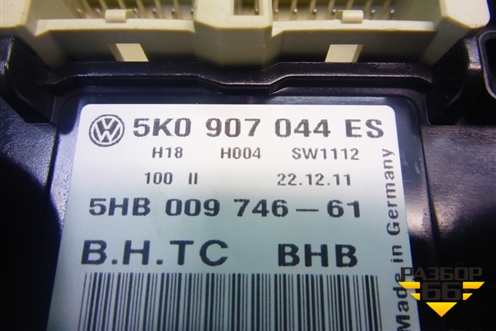 5K0 907 044 ES
H18 H004 SW1112
100 II 22.12.11
5HB 009 746-61
B.H.TC BHB
Made in Germany
РАЗБОР
66